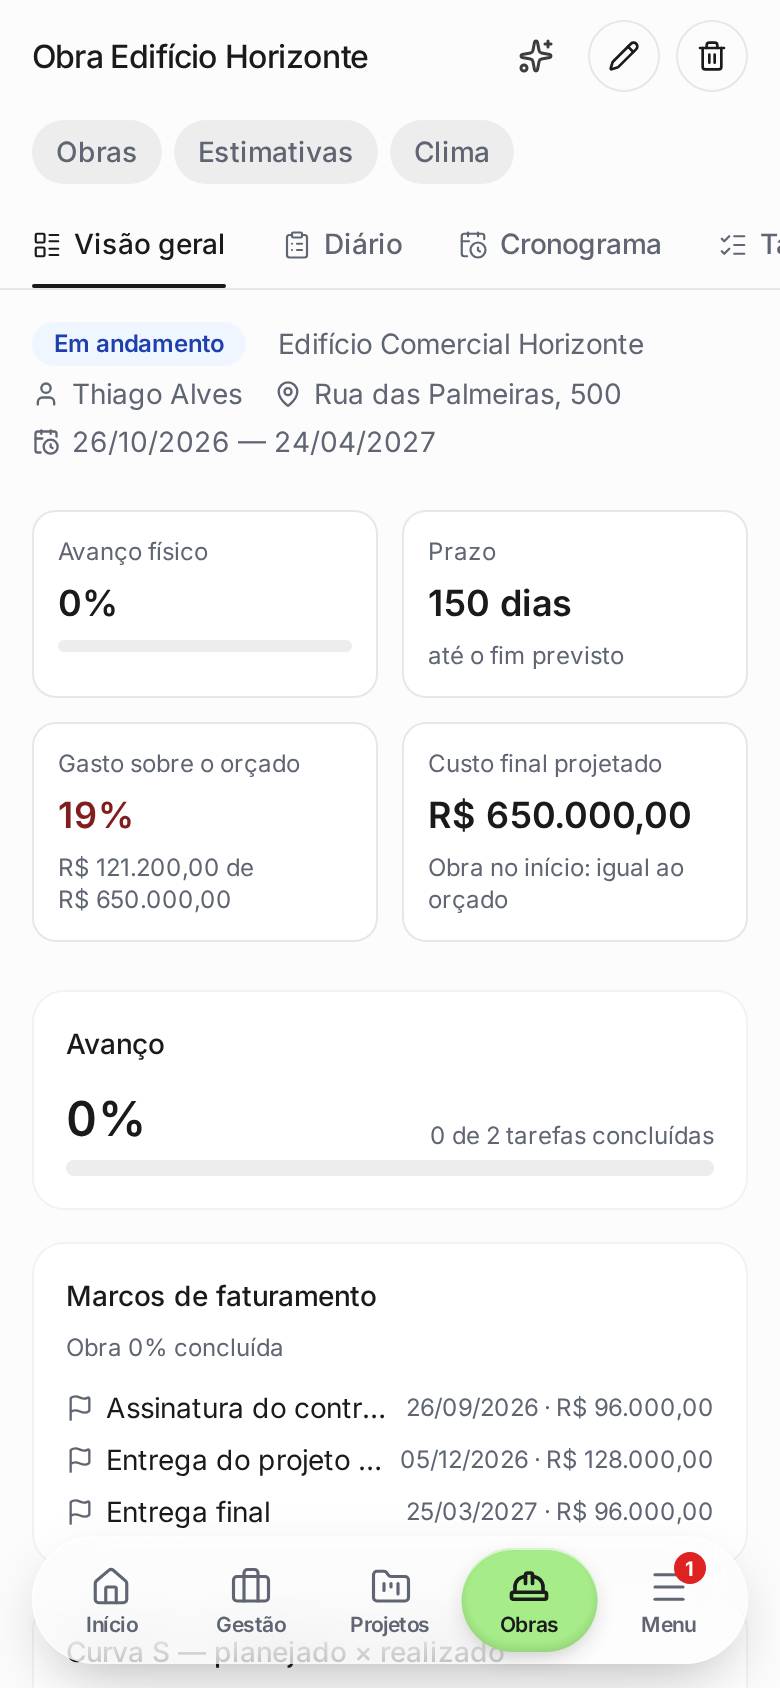 Obra Edifício Horizonte
Obras
Estimativas
Clima
Visão geral
Diário
Cronograma
Ta
Em andamento
Edifício Comercial Horizonte
Thiago Alves
Rua das Palmeiras, 500
26/10/2026 — 24/04/2027
Avanço físico
0%
Prazo
150 dias
até o fim previsto
Gasto sobre o orçado
19%
R$ 121.200,00 de
R$ 650.000,00
Custo final projetado
R$ 650.000,00
Obra no início: igual ao
orçado
Avanço
0%
0 de 2 tarefas concluídas
Marcos de faturamento
Obra 0% concluída
Assinatura do contr... 26/09/2026 · R$ 96.000,00
Entrega do projeto ... 05/12/2026 · R$ 128.000,00
Entrega final 25/03/2027 · R$ 96.000,00
Início
Gestão
Projetos
Obras
1
Menu
Curva S — planejado × realizado